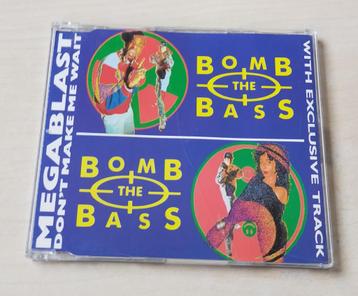 MEGABLAST
DON'T MAKE ME WAIT
BOMB
THE
BASS
BOMB
THE
BASS
WITH EXCLUSIVE TRACK